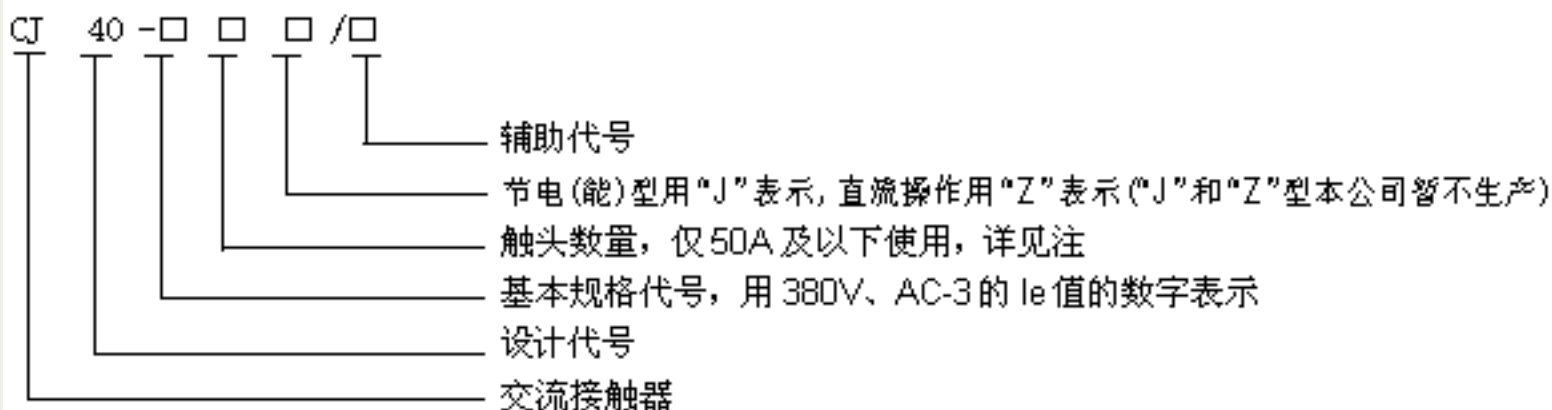 CJ 40 -□ □ □ /□
辅助代号
节电(能)型用“J”表示, 直流操作用“Z”表示(“J”和“Z”型本公司暂不生产)
触头数量，仅50A及以下使用，详见注
基本规格代号，用380V、AC-3的Ie值的数字表示
设计代号
交流接触器